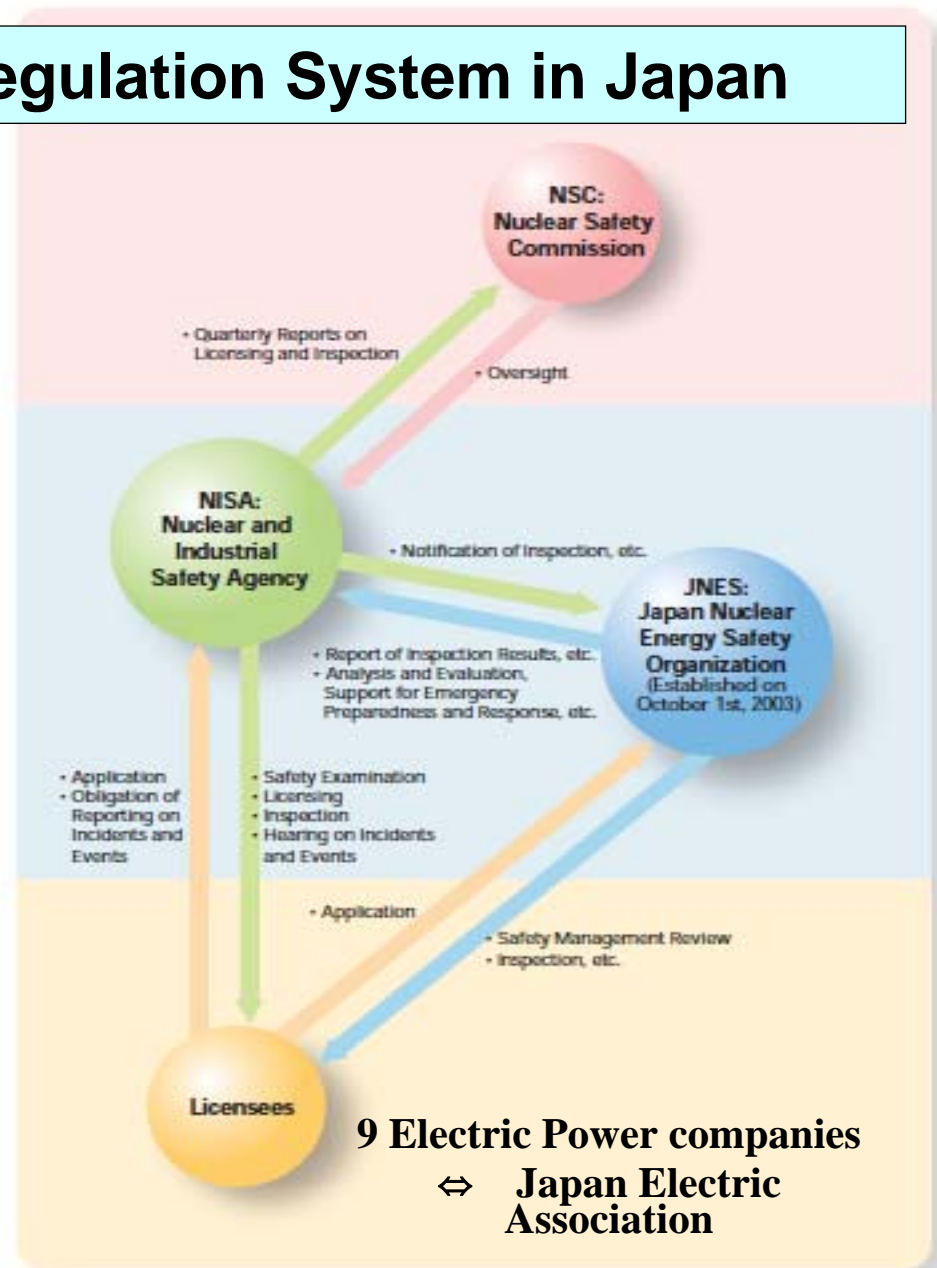 egulation System in Japan
NSC:
Nuclear Safety
Commission
• Quarterly Reports on
Licensing and Inspection
• Oversight
NISA:
Nuclear and
Industrial
Safety Agency
• Notification of Inspection, etc.
JNES:
Japan Nuclear
Energy Safety
Organization
(Established on
October 1st, 2003)
• Report of Inspection Results, etc.
• Analysis and Evaluation,
Support for Emergency
Preparedness and Response, etc.
• Application
• Obligation of
Reporting on
Incidents and
Events
• Safety Examination
• Licensing
• Inspection
• Hearing on Incidents
and Events
• Application
• Safety Management Review
• Inspection, etc.
Licensees
9 Electric Power companies
⇔ Japan Electric
Association